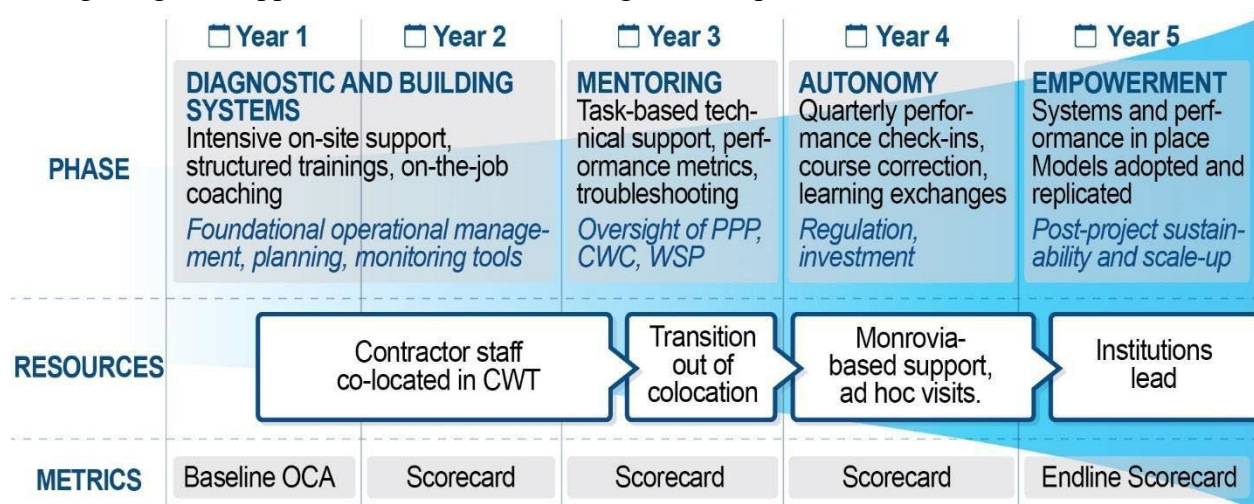 Year 1
Year 2
Year 3
Year 4
Year 5
PHASE
DIAGNOSTIC AND BUILDING
SYSTEMS
Intensive on-site support,
structured trainings, on-the-job
coaching
Foundational operational manage-
ment, planning, monitoring tools
MENTORING
Task-based tech-
nical support, perf-
ormance metrics,
troubleshooting
Oversight of PPP,
CWC, WSP
AUTONOMY
Quarterly perfor-
mance check-ins,
course correction,
learning exchanges
Regulation,
investment
EMPOWERMENT
Systems and perf-
ormance in place
Models adopted and
replicated
Post-project sustain-
ability and scale-up
RESOURCES
Contractor staff
co-located in CWT
Transition
out of
colocation
Monrovia-
based support,
ad hoc visits.
Institutions
lead
METRICS
Baseline OCA
Scorecard
Scorecard
Scorecard
Endline Scorecard